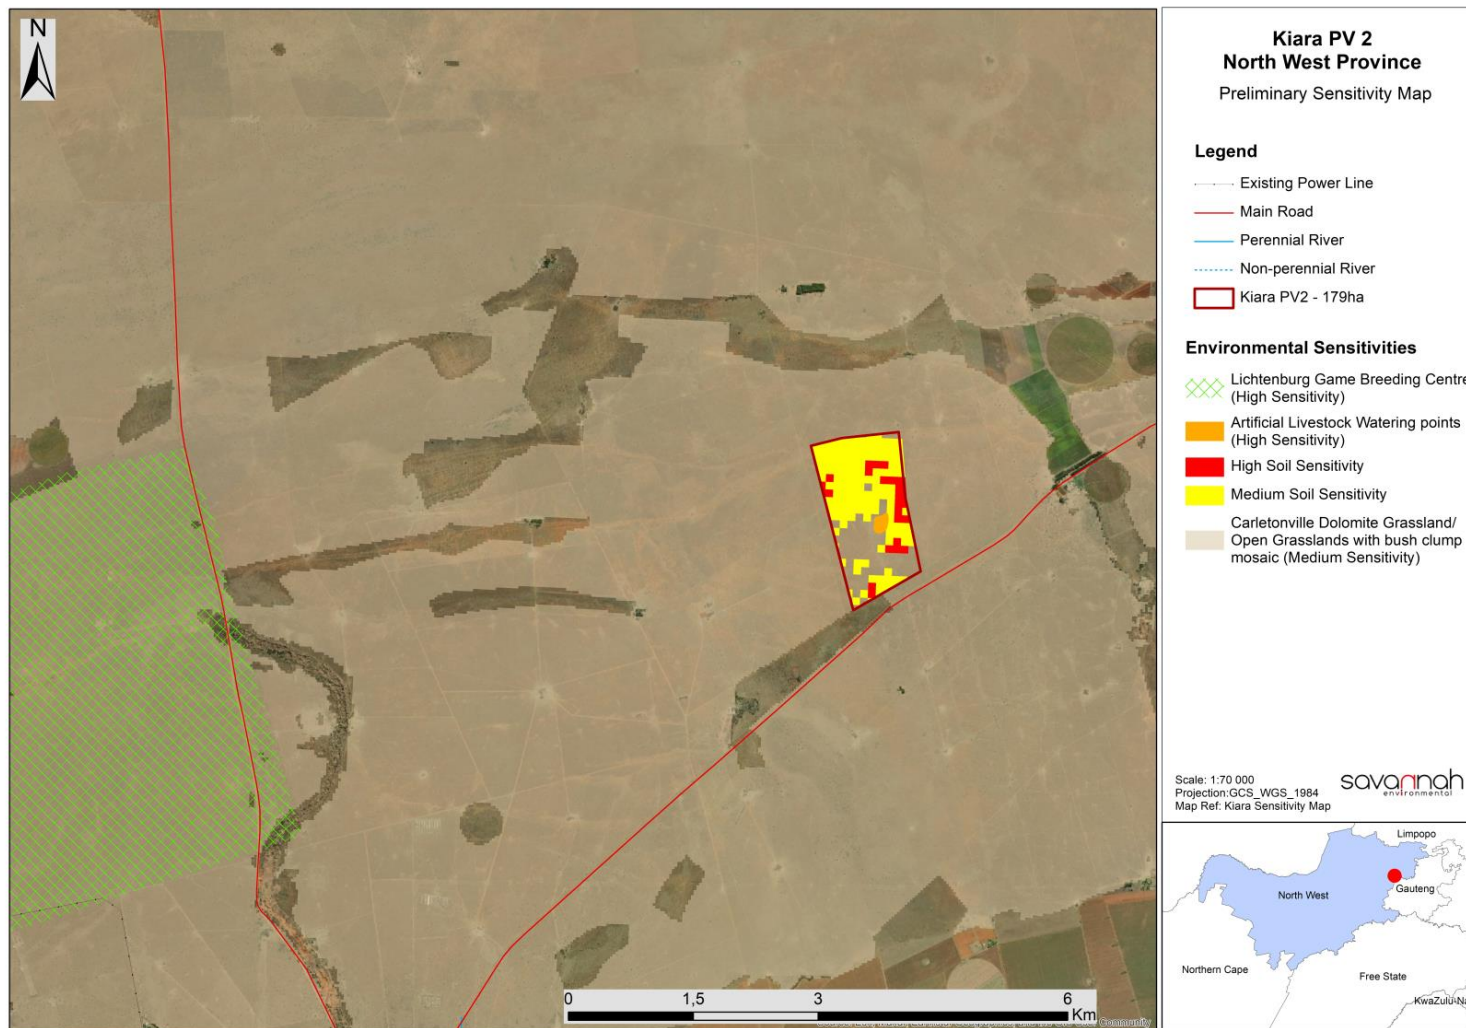 N
Kiara PV 2
North West Province
Preliminary Sensitivity Map
Legend
Existing Power Line
Main Road
Perennial River
Non-perennial River
Kiara PV2 - 179ha
Environmental Sensitivities
Lichtenburg Game Breeding Centre
(High Sensitivity)
Artificial Livestock Watering points
(High Sensitivity)
High Soil Sensitivity
Medium Soil Sensitivity
Carletonville Dolomite Grassland/
Open Grasslands with bush clump
mosaic (Medium Sensitivity)
Scale: 1:70 000
Projection:GCS_WGS_1984
Map Ref: Kiara Sensitivity Map
savannah
environmental
Limpopo
Gauteng
North West
Northern Cape
Free State
KwaZulu-Na
0 1,5 3 6
Km
Community